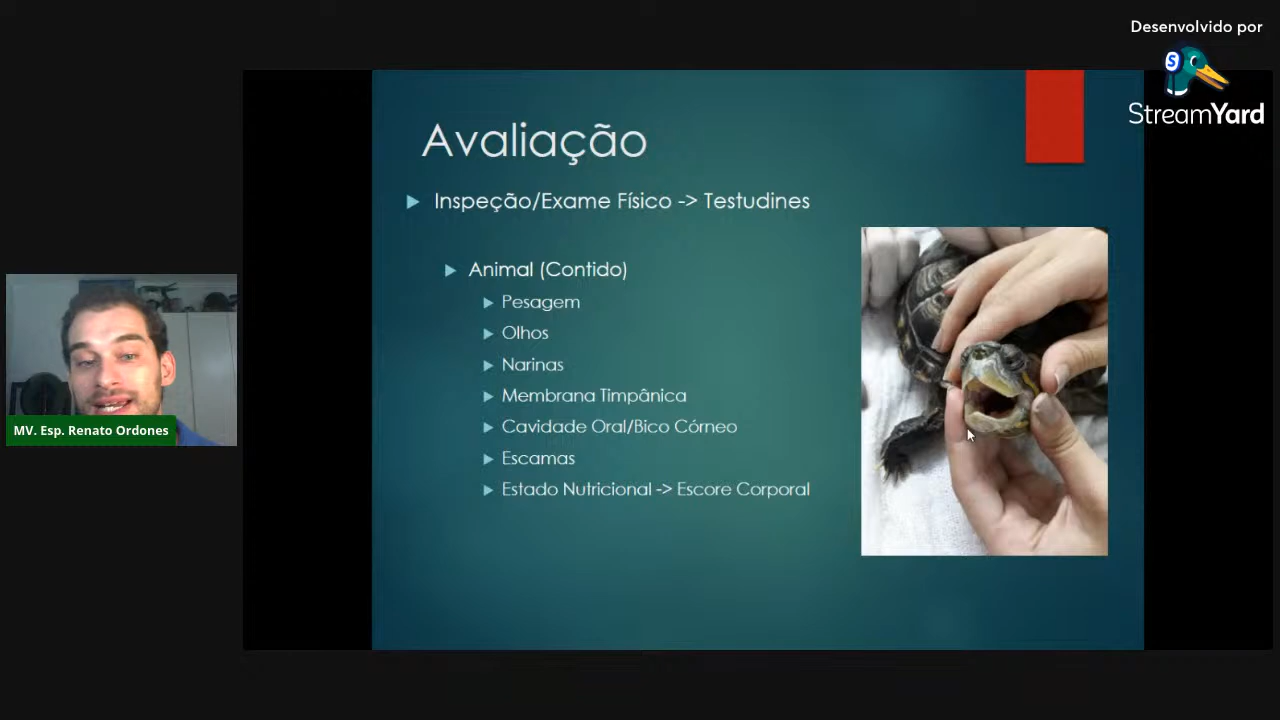 Desenvolvido por
StreamYard
Avaliação
Inspeção/Exame Físico -> Testudines
Animal (Contido)
Pesagem
Olhos
Narinas
Membrana Timpânica
Cavidade Oral/Bico Córneo
Escamas
Estado Nutricional -> Escore Corporal
MV. Esp. Renato Ordones